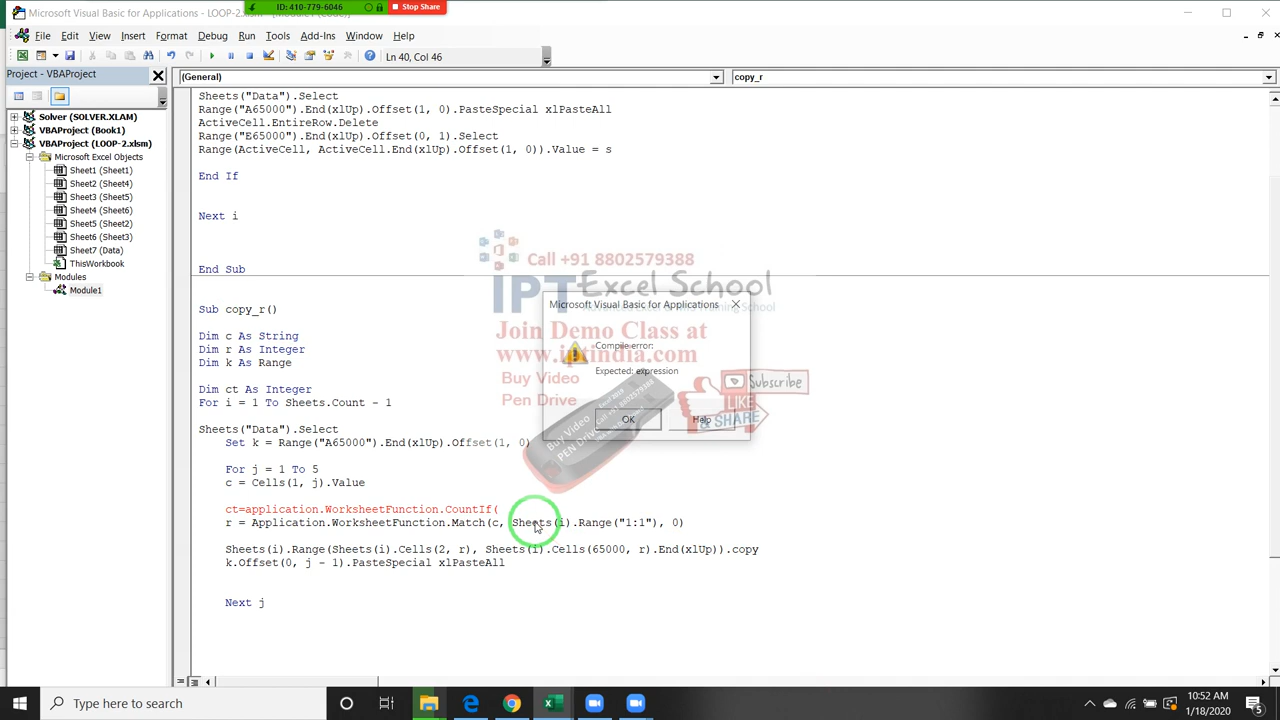 ID: 410-779-6046
Stop Share
Microsoft Visual Basic for Applications - LOOP-2.xlsm - [Module1 (Code)]
File Edit View Insert Format Debug Run Tools Add-Ins Window Help
Ln 40, Col 46
Project - VBAProject
(General)
copy_r
Solver (SOLVER.XLAM)
VBAProject (Book1)
VBAProject (LOOP-2.xlsm)
Microsoft Excel Objects
Sheet1 (Sheet1)
Sheet2 (Sheet4)
Sheet3 (Sheet5)
Sheet4 (Sheet6)
Sheet5 (Sheet2)
Sheet6 (Sheet3)
Sheet7 (Data)
ThisWorkbook
Modules
Module1
Sheets("Data").Select
Range("A65000").End(xlUp).Offset(1, 0).PasteSpecial xlPasteAll
ActiveCell.EntireRow.Delete
Range("E65000").End(xlUp).Offset(0, 1).Select
Range(ActiveCell, ActiveCell.End(xlUp).Offset(1, 0)).Value = s
End If
Next i
End Sub
Sub copy_r()
Dim c As String
Dim r As Integer
Dim k As Range
Dim ct As Integer
For i = 1 To Sheets.Count - 1
Sheets("Data").Select
Set k = Range("A65000").End(xlUp).Offset(1, 0)
For j = 1 To 5
c = Cells(1, j).Value
ct=application.WorksheetFunction.CountIf(
r = Application.WorksheetFunction.Match(c, Sheets(i).Range("1:1"), 0)
Sheets(i).Range(Sheets(i).Cells(2, r), Sheets(i).Cells(65000, r).End(xlUp)).copy
k.Offset(0, j - 1).PasteSpecial xlPasteAll
Next j
Call +91 8802579388
IPT Excel School
Join Demo Class at
www.iptindia.com
Buy Video
Pen Drive
Buy Video
PEN Drive
Subscribe
LIKE
& SHARE
Microsoft Visual Basic for Applications
Compile error:
Expected: expression
OK
Help
Type here to search
10:52 AM
1/18/2020
5